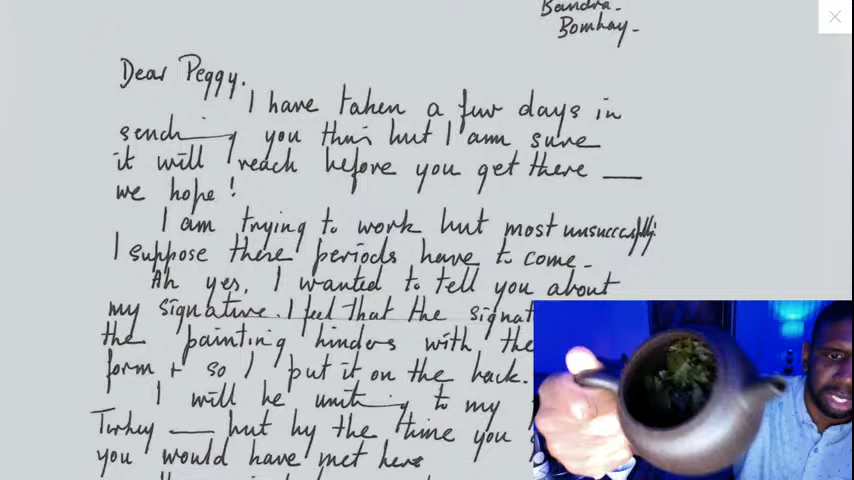 Bandra-
Bombay-
Dear Peggy.
I have taken a few days in
sending you this but I am sure
it will reach before you get there —
we hope!
I am trying to work but most unsuccessfully.
I suppose these periods have to come-
Ah yes, I wanted to tell you about
my signature. I feel that the
the painting hinders with the
form + so I put it on the back.
I will be writing to my
Turkey — but by the time you
you would have met here